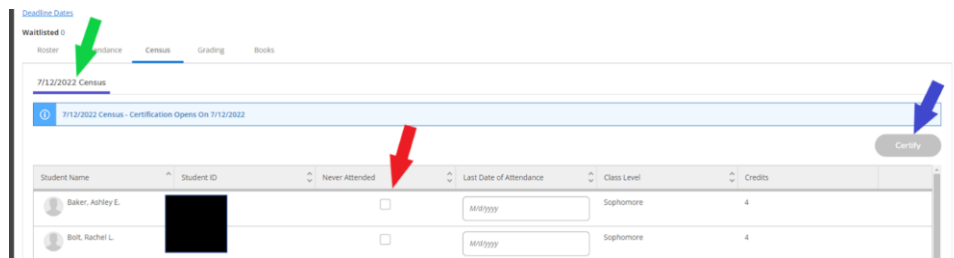 Deadline Dates
Waitlisted 0
Roster endance Census Grading Books
7/12/2022 Census
7/12/2022 Census - Certification Opens On 7/12/2022
Certify
Student Name Student ID Never Attended Last Date of Attendance Class Level Credits
Baker, Ashley E. M/d/yyyy Sophomore 4
Bolt, Rachel L. M/d/yyyy Sophomore 4